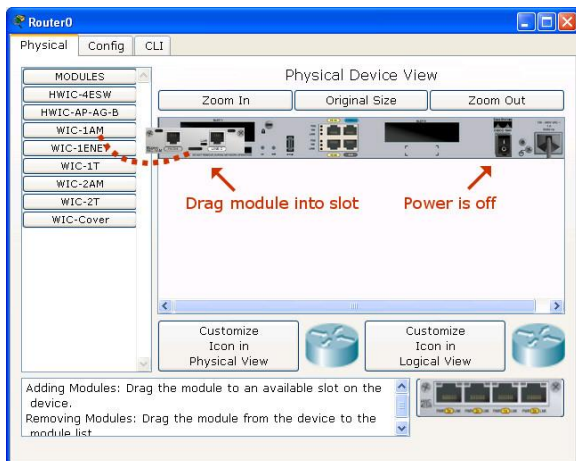 Router0
Physical Config CLI
MODULES
HWIC-4ESW
HWIC-AP-AG-B
WIC-1AM
WIC-1ENET
WIC-1T
WIC-2AM
WIC-2T
WIC-Cover
Physical Device View
Zoom In Original Size Zoom Out
Drag module into slot Power is off
Customize
Icon in
Physical View
Customize
Icon in
Logical View
Adding Modules: Drag the module to an available slot on the
device.
Removing Modules: Drag the module from the device to the
module list